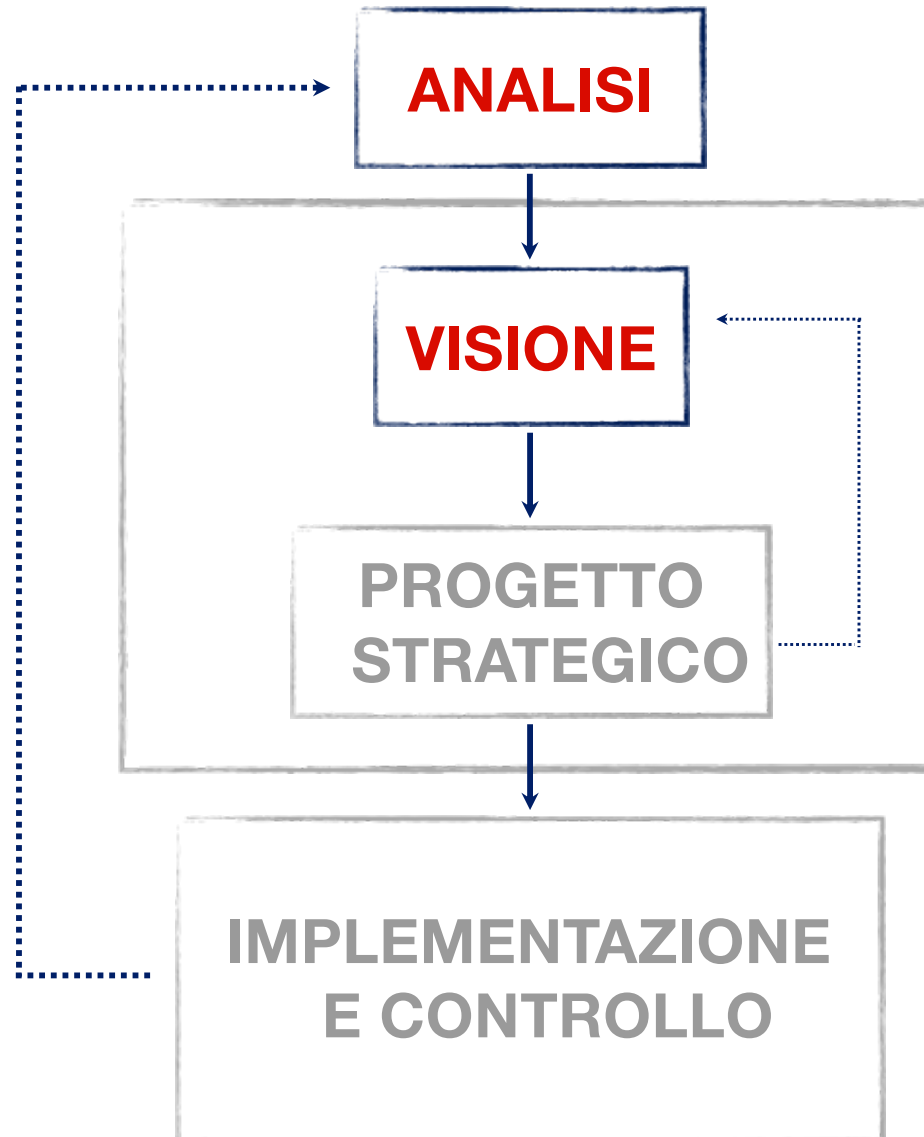 ANALISI
VISIONE
PROGETTO
STRATEGICO
IMPLEMENTAZIONE
E CONTROLLO